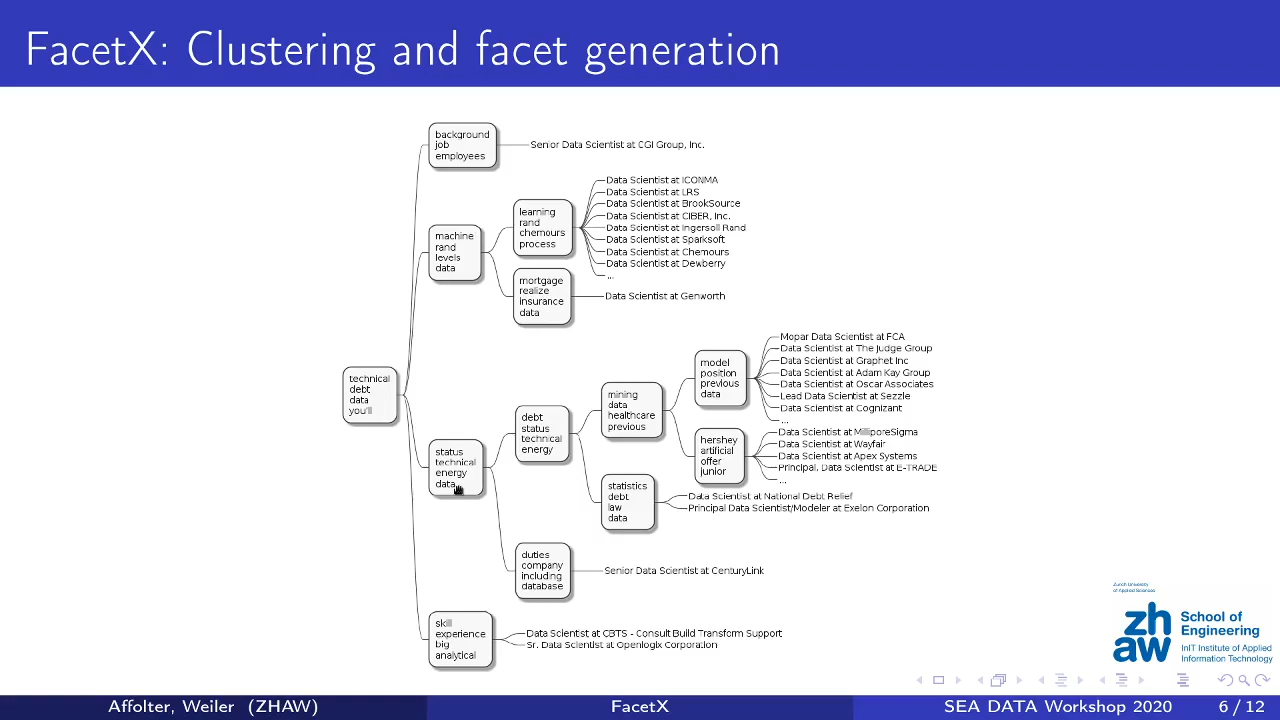 FacetX: Clustering and facet generation
background
job
employees
Senior Data Scientist at CGI Group, Inc.
machine
rand
levels
data
learning
rand
chemours
process
Data Scientist at ICONMA
Data Scientist at LRS
Data Scientist at BrookSource
Data Scientist at CIBER, Inc.
Data Scientist at Ingersoll Rand
Data Scientist at Sparksoft
Data Scientist at Chemours
Data Scientist at Dewberry
...
mortgage
realize
insurance
data
Data Scientist at Genworth
technical
debt
data
you'll
status
technical
energy
data
debt
status
technical
energy
mining
data
healthcare
previous
model
position
previous
data
Mopar Data Scientist at FCA
Data Scientist at The Judge Group
Data Scientist at Graphet Inc
Data Scientist at Adam Kay Group
Data Scientist at Oscar Associates
Lead Data Scientist at Sezzle
Data Scientist at Cognizant
...
hershey
artificial
offer
junior
Data Scientist at MilliporeSigma
Data Scientist at Wayfair
Data Scientist at Apex Systems
Principal, Data Scientist at E-TRADE
...
statistics
debt
law
data
Data Scientist at National Debt Relief
Principal Data Scientist/Modeler at Exelon Corporation
duties
company
including
database
Senior Data Scientist at CenturyLink
skill
experience
big
analytical
Data Scientist at CBTS - Consult Build Transform Support
Sr. Data Scientist at Openlogix Corporation
Zurich University
of Applied Sciences
zh
aw
School of
Engineering
InIT Institute of Applied
Information Technology
Affolter, Weiler (ZHAW)
FacetX
SEA DATA Workshop 2020
6 / 12